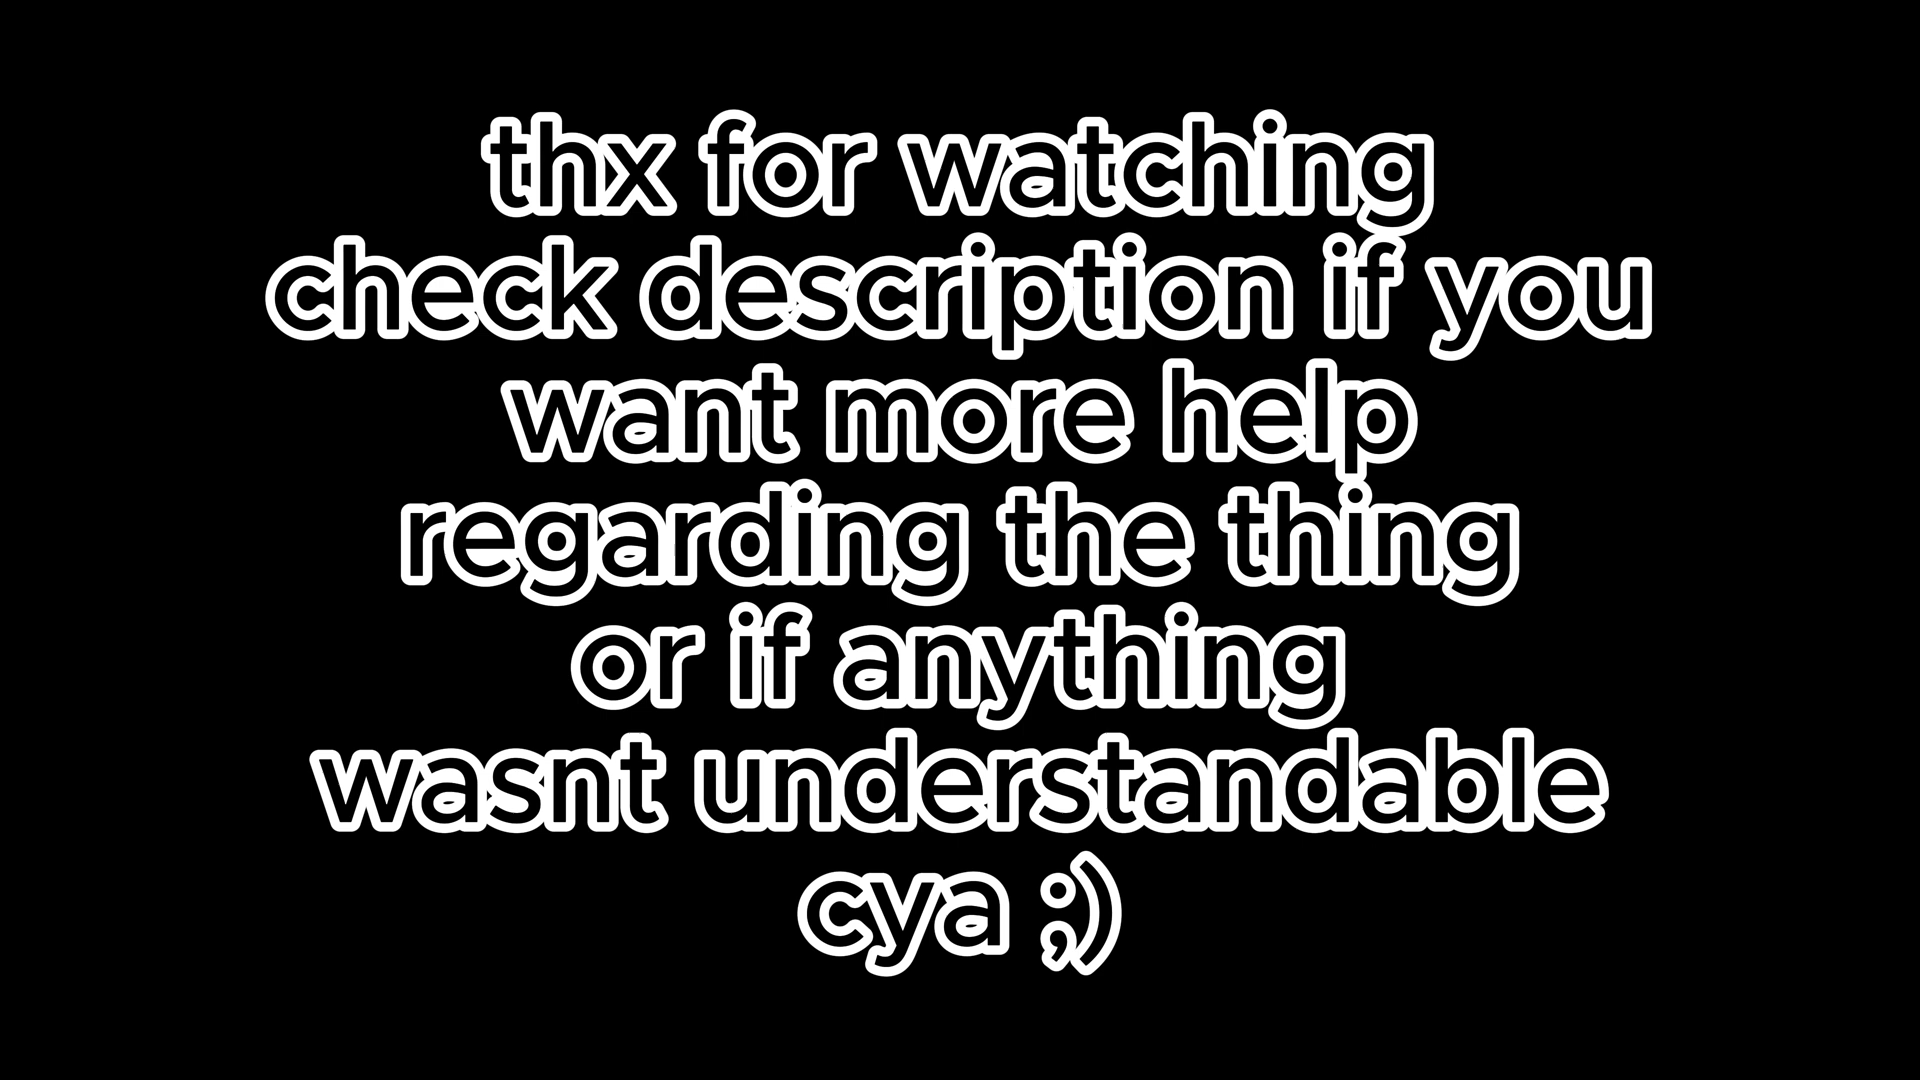 thx for watching
check description if you
want more help
regarding the thing
or if anything
wasnt understandable
cya ;)